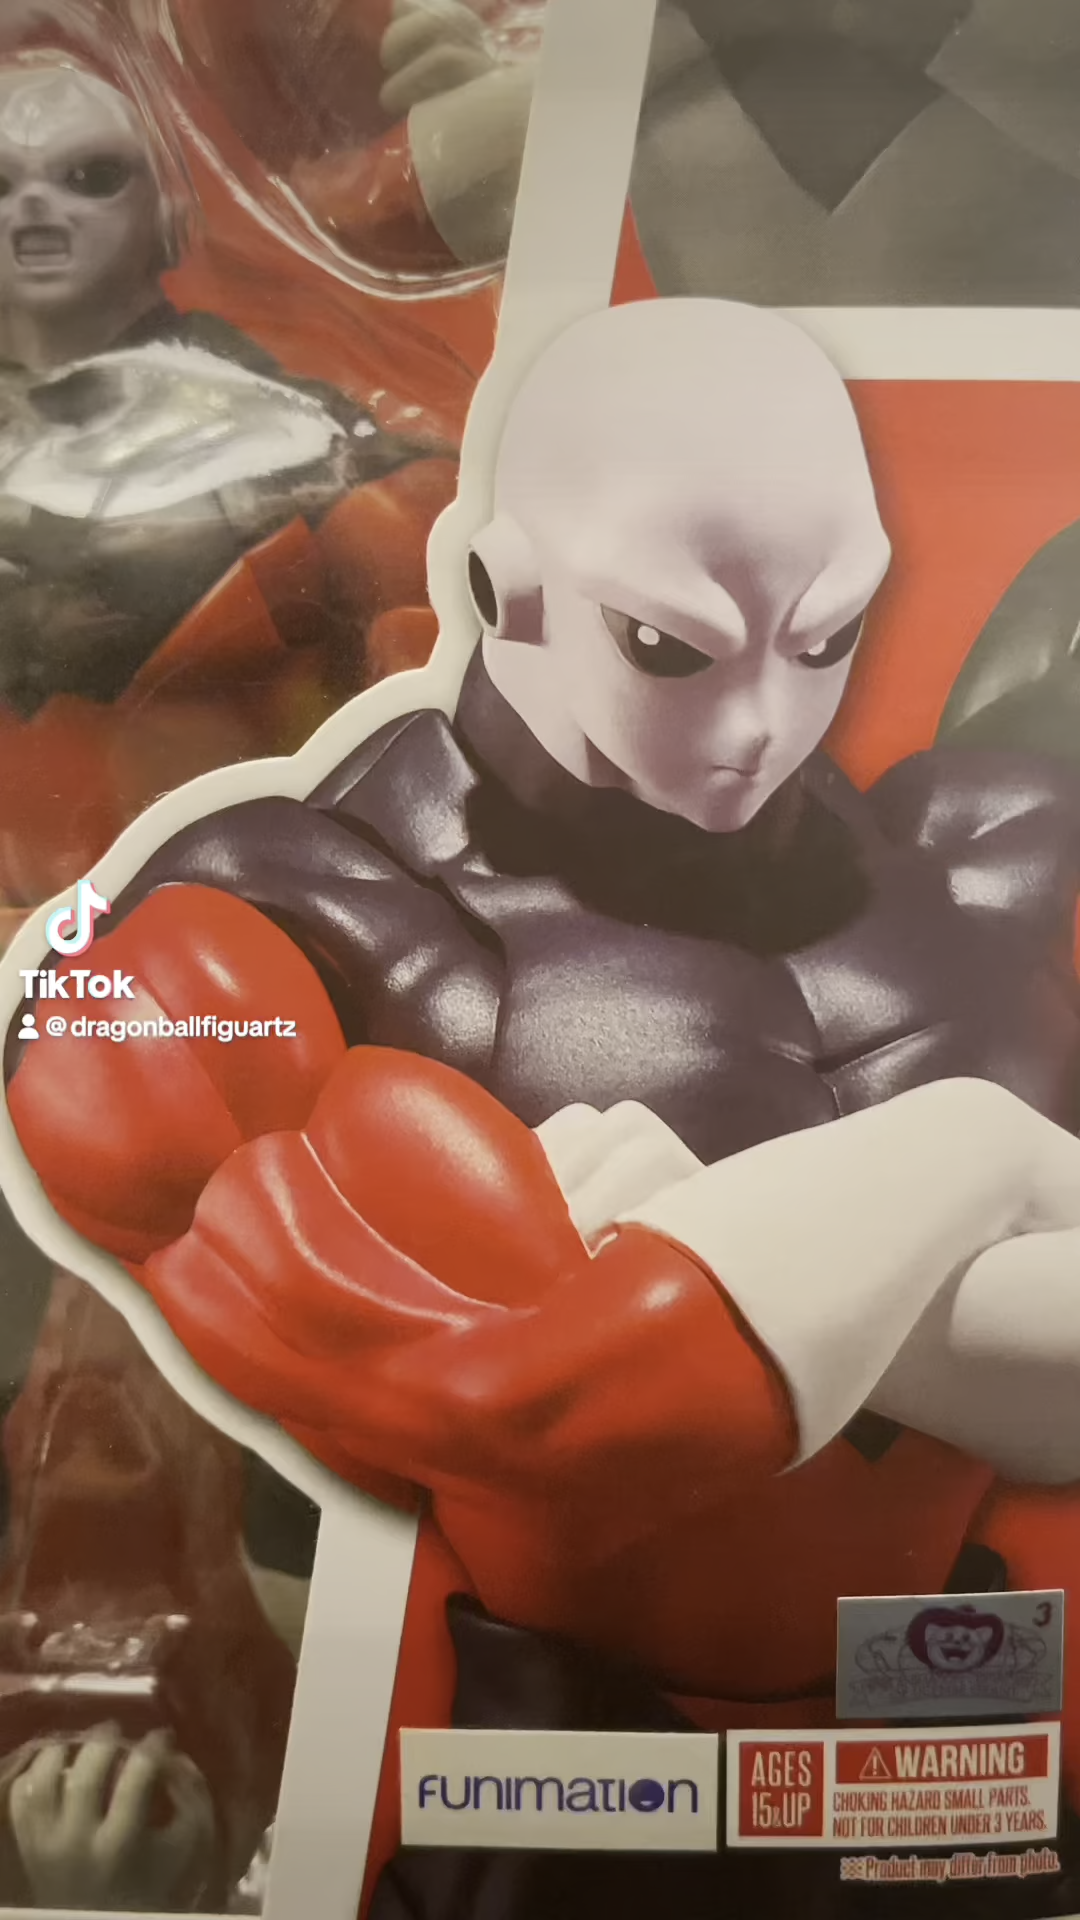 TikTok
@dragonballfiguartz
3
FUNIMATION
AGES
15&UP
WARNING
CHOKING HAZARD SMALL PARTS.
NOT FOR CHILDREN UNDER 3 YEARS.
※Product may differ from photo.